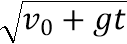 √(v₀ + gt)